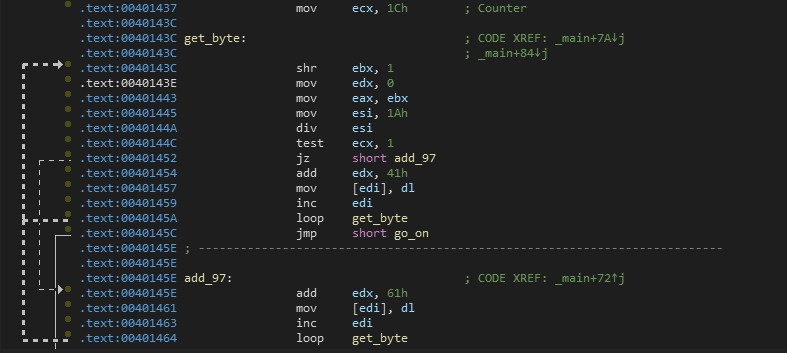 .text:00401437 mov ecx, 1Ch ; Counter
.text:0040143C
.text:0040143C get_byte: ; CODE XREF: _main+7A↓j
.text:0040143C ; _main+84↓j
.text:0040143C shr ebx, 1
.text:0040143E mov edx, 0
.text:00401443 mov eax, ebx
.text:00401445 mov esi, 1Ah
.text:0040144A div esi
.text:0040144C test ecx, 1
.text:00401452 jz short add_97
.text:00401454 add edx, 41h
.text:00401457 mov [edi], dl
.text:00401459 inc edi
.text:0040145A loop get_byte
.text:0040145C jmp short go_on
.text:0040145E ; ---------------------------------------------------------------------------
.text:0040145E
.text:0040145E add_97: ; CODE XREF: _main+72↑j
.text:0040145E add edx, 61h
.text:00401461 mov [edi], dl
.text:00401463 inc edi
.text:00401464 loop get_byte